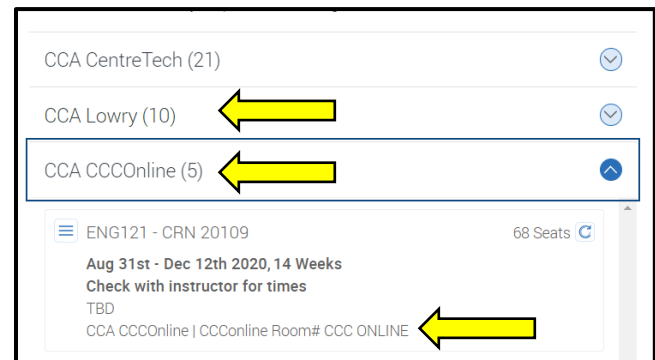 CCA CentreTech (21)
CCA Lowry (10)
CCA CCCOnline (5)
ENG121 - CRN 20109 68 Seats
Aug 31st - Dec 12th 2020, 14 Weeks
Check with instructor for times
TBD
CCA CCCOnline | CCConline Room# CCC ONLINE